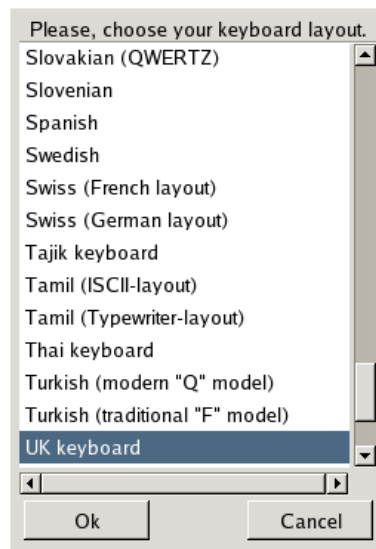 Please, choose your keyboard layout.
Slovakian (QWERTZ)
Slovenian
Spanish
Swedish
Swiss (French layout)
Swiss (German layout)
Tajik keyboard
Tamil (ISCII-layout)
Tamil (Typewriter-layout)
Thai keyboard
Turkish (modern "Q" model)
Turkish (traditional "F" model)
UK keyboard
Ok Cancel